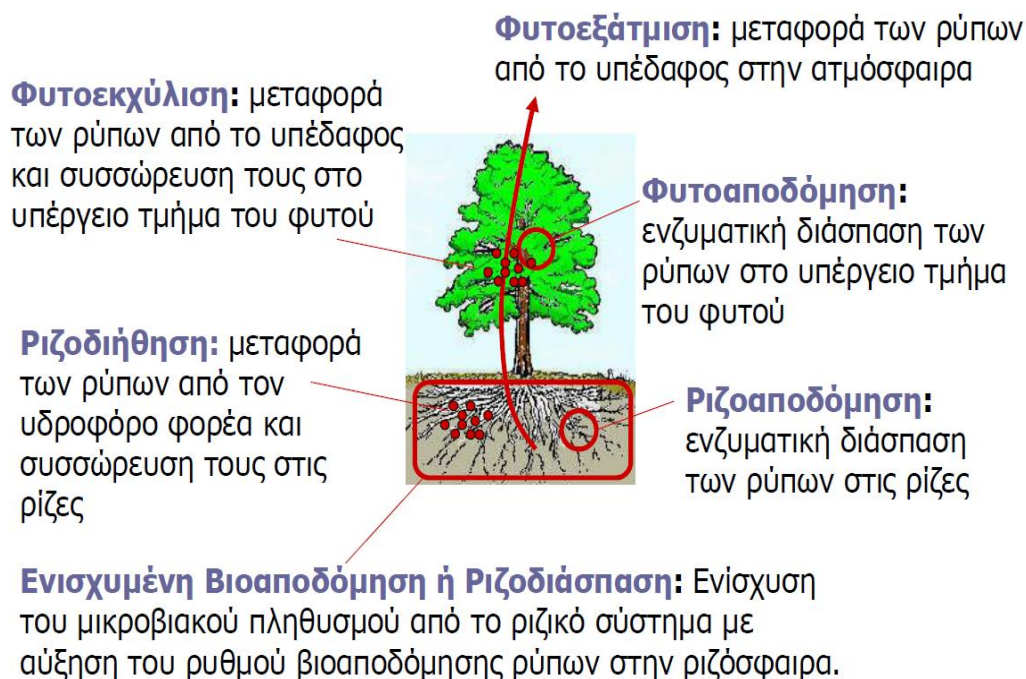 Φυτοεξάτμιση: μεταφορά των ρύπων
από το υπέδαφος στην ατμόσφαιρα
Φυτοεκχύλιση: μεταφορά
των ρύπων από το υπέδαφος
και συσσώρευση τους στο
υπέργειο τμήμα του φυτού
Φυτοαποδόμηση:
ενζυματική διάσπαση των
ρύπων στο υπέργειο τμήμα
του φυτού
Ριζοδιήθηση: μεταφορά
των ρύπων από τον
υδροφόρο φορέα και
συσσώρευση τους στις
ρίζες
Ριζοαποδόμηση:
ενζυματική διάσπαση
των ρύπων στις ρίζες
Ενισχυμένη Βιοαποδόμηση ή Ριζοδιάσπαση: Ενίσχυση
του μικροβιακού πληθυσμού από το ριζικό σύστημα με
αύξηση του ρυθμού βιοαποδόμησης ρύπων στην ριζόσφαιρα.